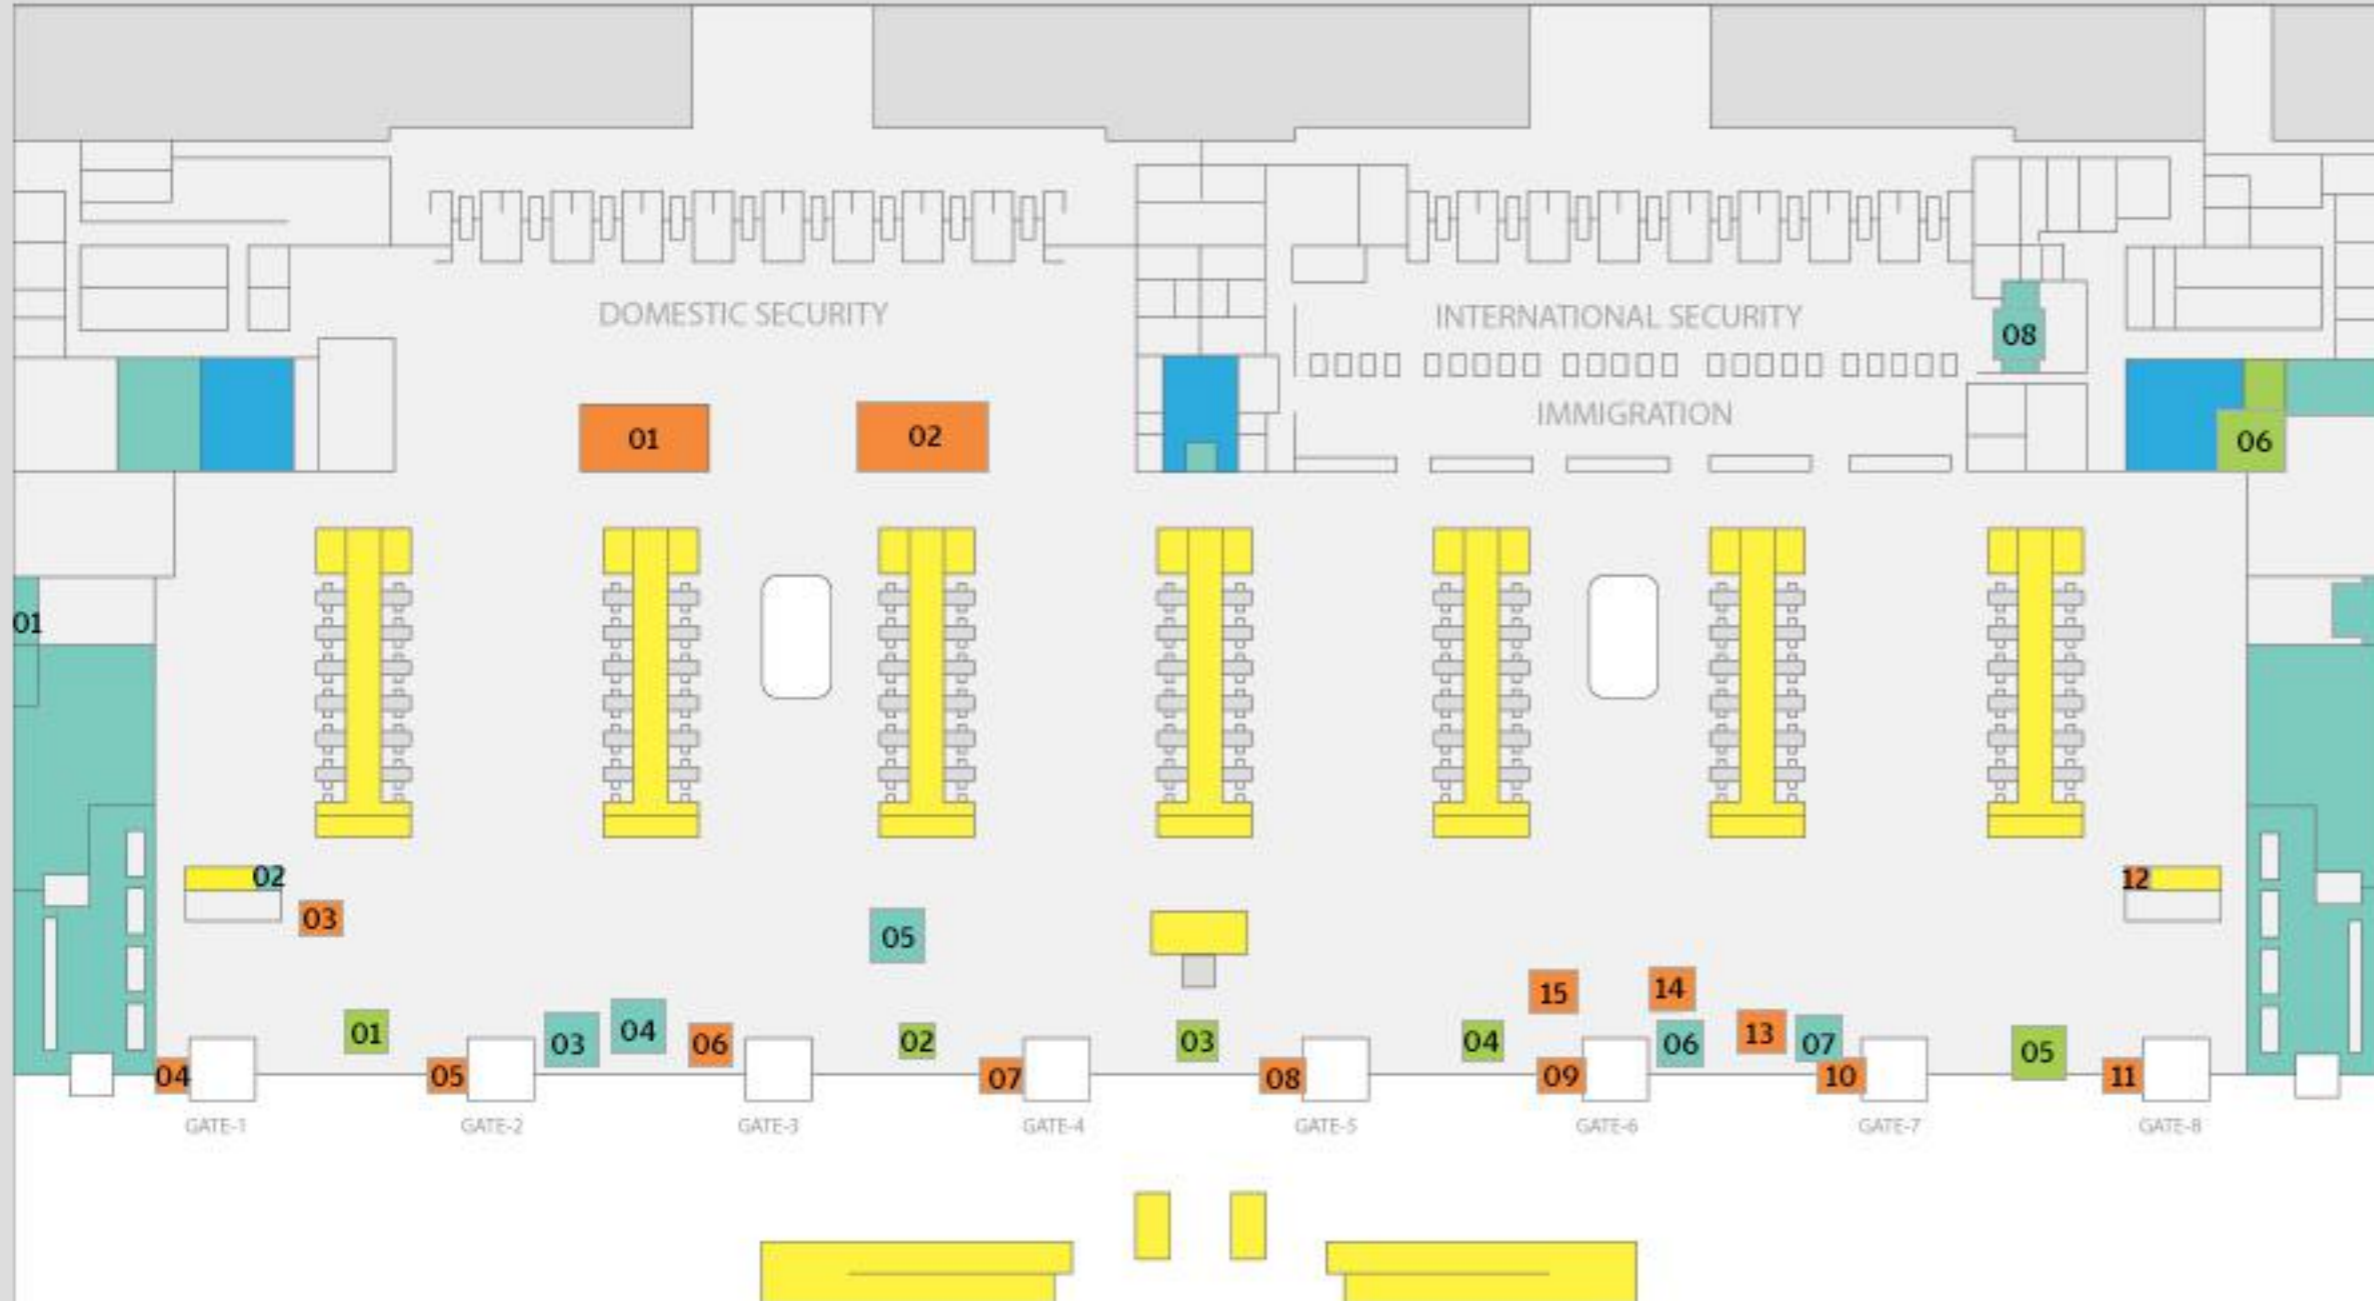 DOMESTIC SECURITY
INTERNATIONAL SECURITY
08
IMMIGRATION
01
02
06
01
02
12
03
05
15
14
01
03
04
06
02
03
04
06
13
07
05
04
05
07
08
09
10
11
GATE-1
GATE-2
GATE-3
GATE-4
GATE-5
GATE-6
GATE-7
GATE-8